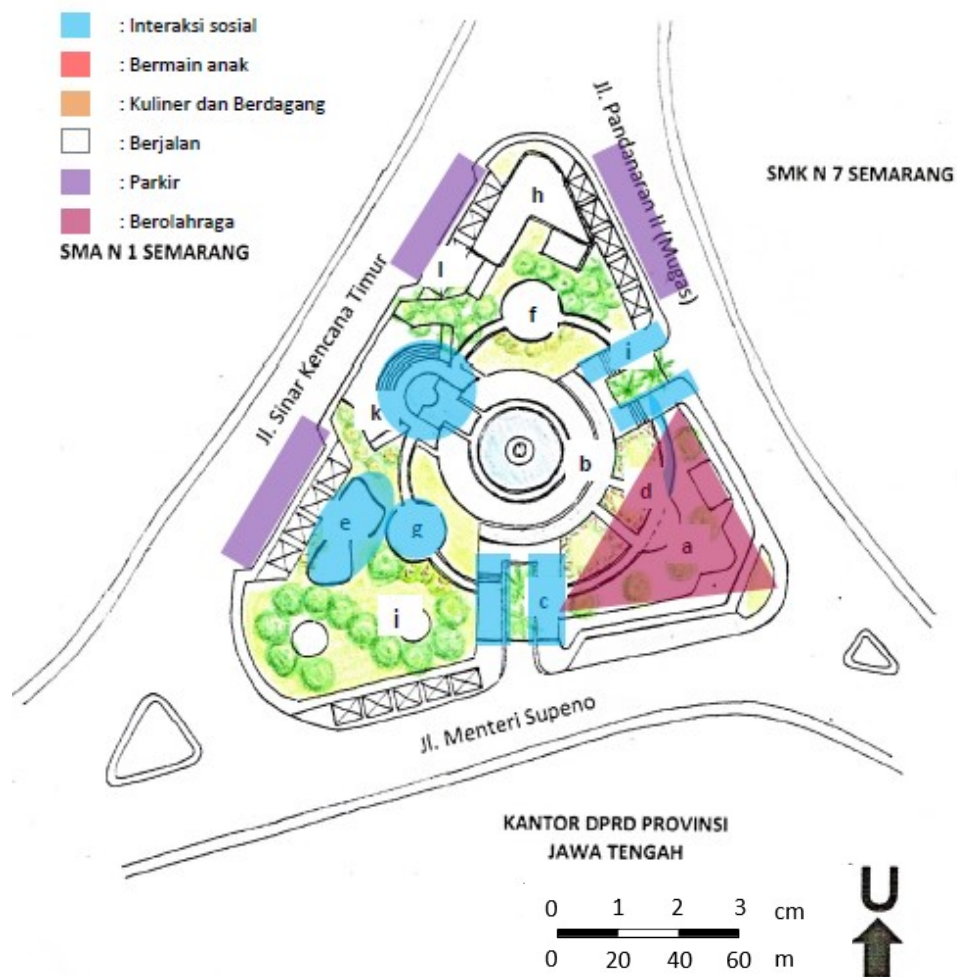 : Interaksi sosial
: Bermain anak
: Kuliner dan Berdagang
: Berjalan
: Parkir
: Berolahraga
SMA N 1 SEMARANG
Jl. Pandanaran II (Mugas)
SMK N 7 SEMARANG
Jl. Sinar Kencana Timur
h
l
f
i
k
b
d
e
g
a
c
i
Jl. Menteri Supeno
KANTOR DPRD PROVINSI
JAWA TENGAH
0 1 2 3 cm
0 20 40 60 m
U